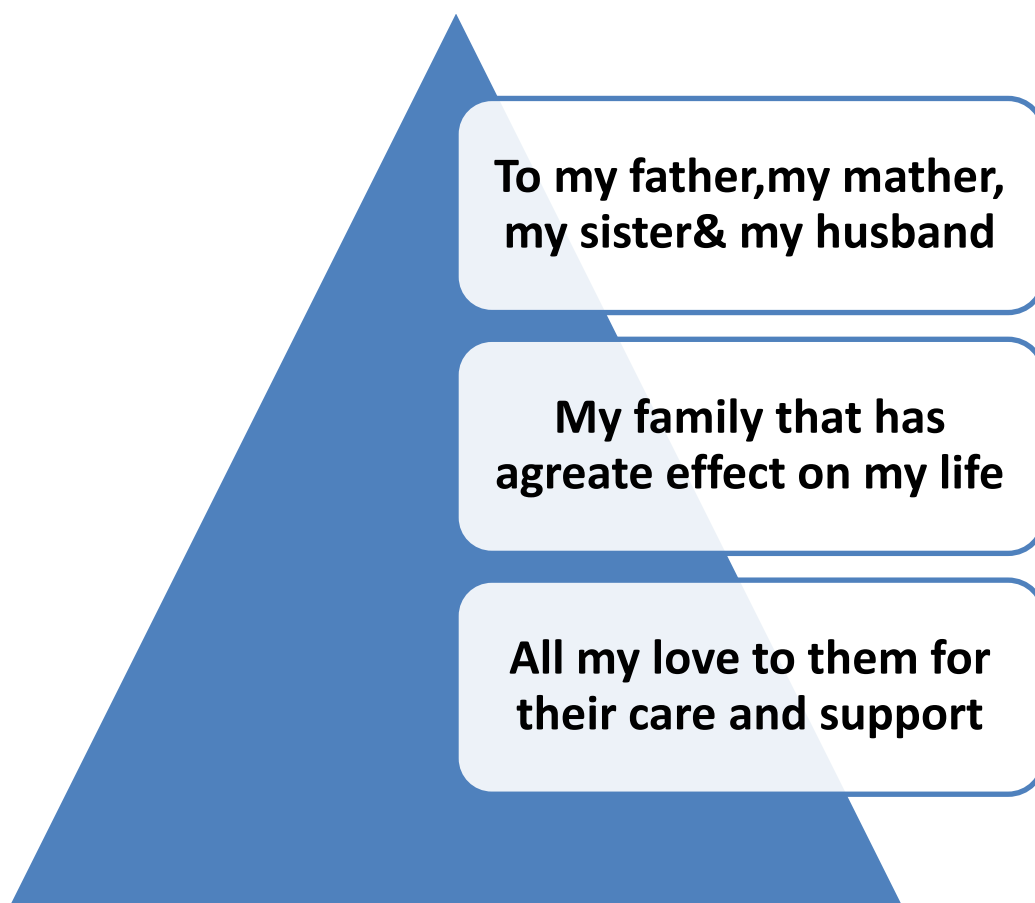 To my father,my mather,
my sister& my husband
My family that has
agreate effect on my life
All my love to them for
their care and support